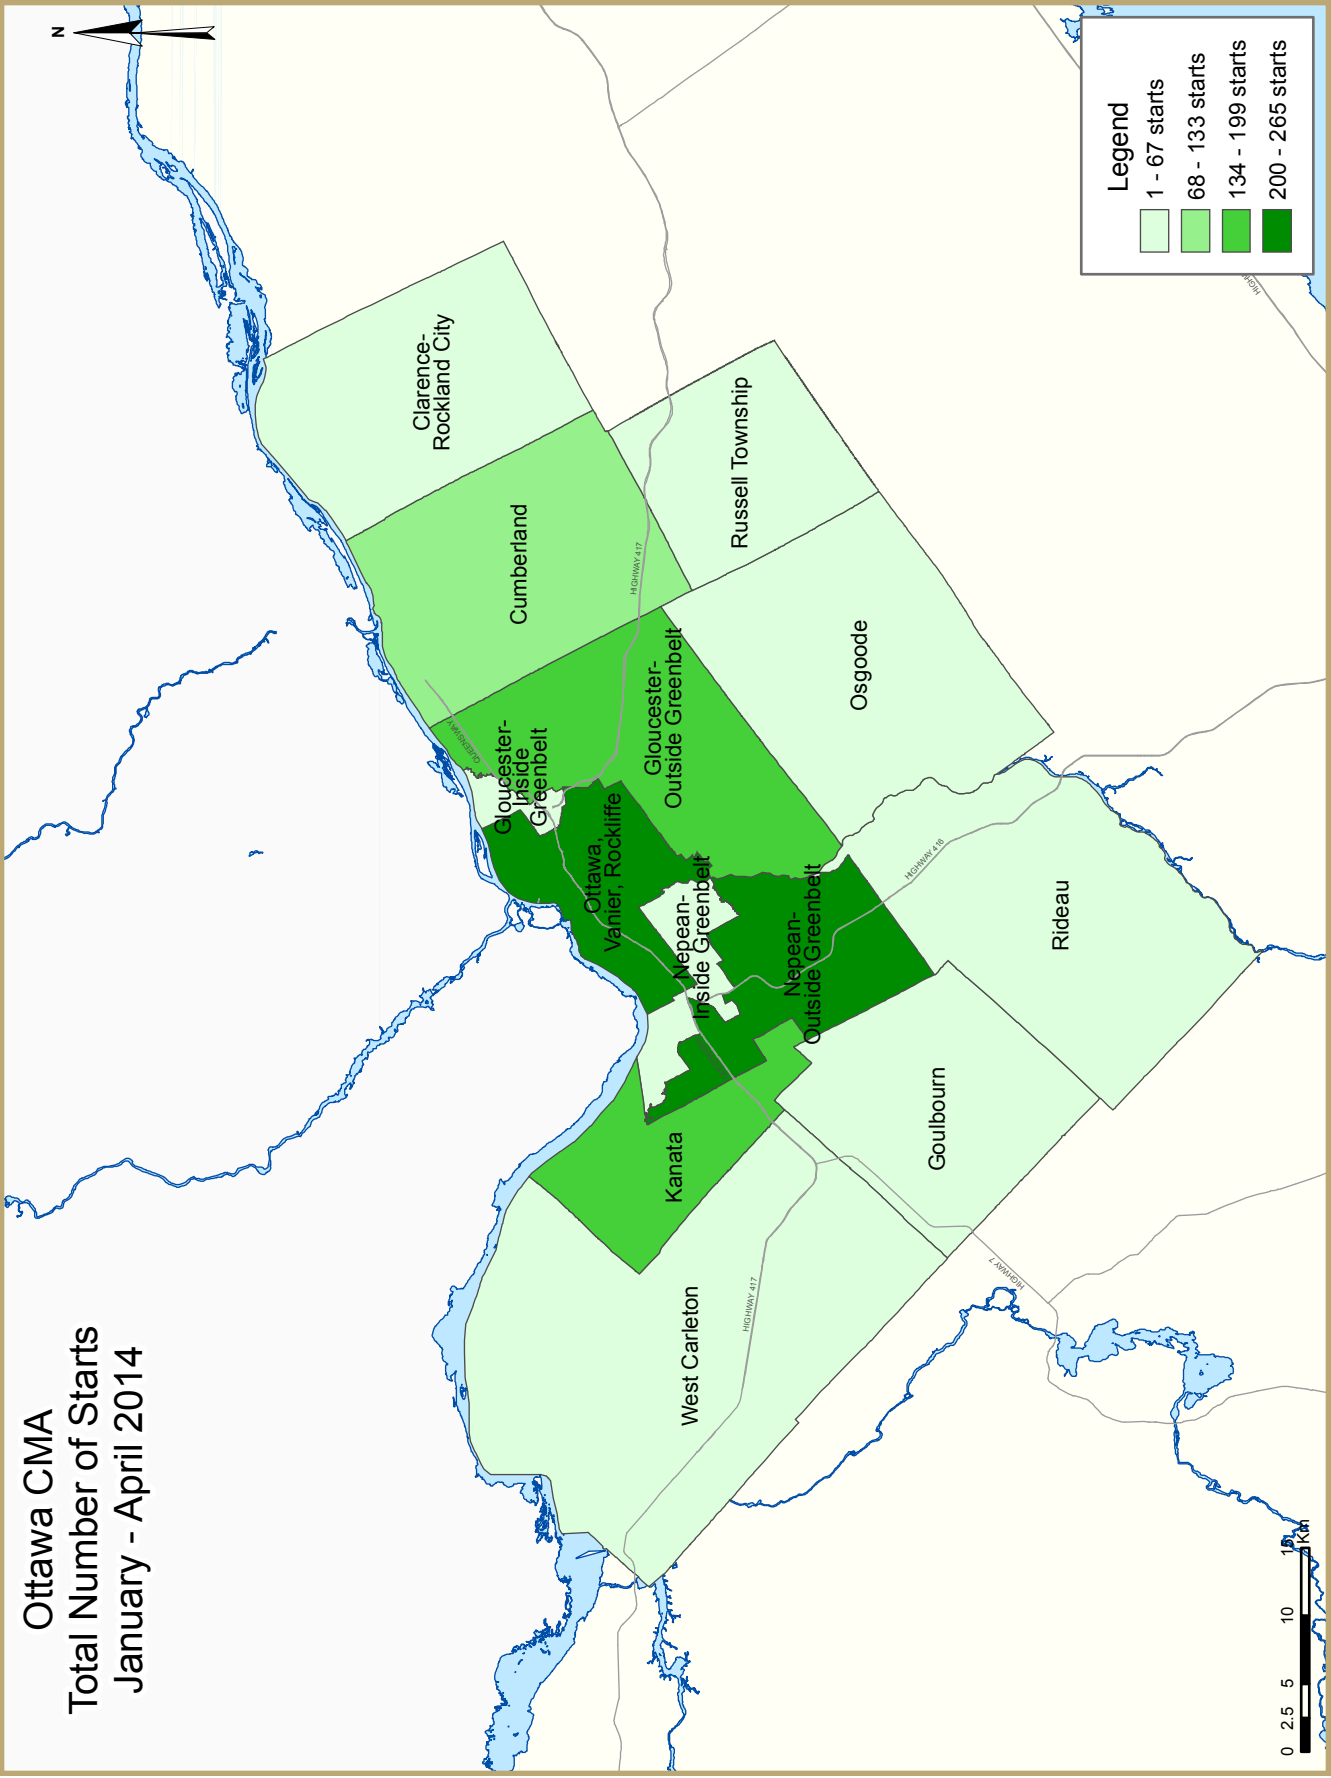 Ottawa CMA
Total Number of Starts
January - April 2014
N
Clarence-
Rockland City
Cumberland
Russell Township
HIGHWAY 417
QUEENSWAY
Gloucester-
Inside
Greenbelt
Gloucester-
Outside Greenbelt
Osgoode
Ottawa,
Vanier, Rockliffe
Nepean-
Inside Greenbelt
Nepean-
Outside Greenbelt
HIGHWAY 416
Rideau
Kanata
Goulbourn
West Carleton
HIGHWAY 417
HIGHWAY 7
Legend
1 - 67 starts
68 - 133 starts
134 - 199 starts
200 - 265 starts
0 2.5 5 10 15
Km